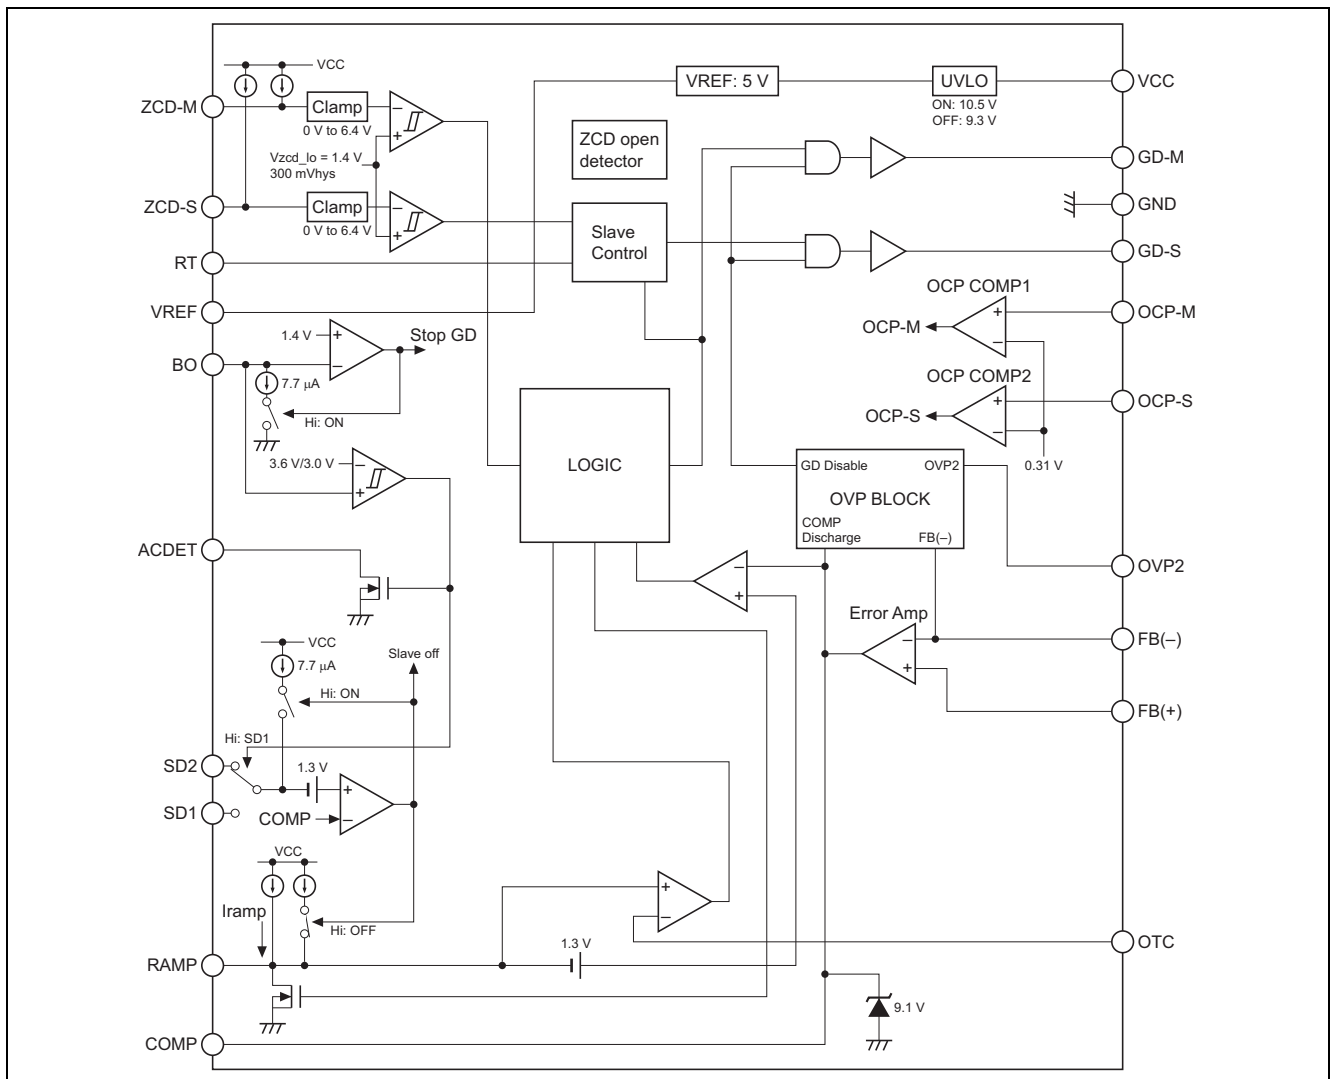 VCC
ZCD-M
Clamp
0 V to 6.4 V
Vzcd_lo = 1.4 V
300 mVhys
ZCD-S
Clamp
0 V to 6.4 V
RT
VREF
BO
1.4 V
Stop GD
7.7 µA
Hi: ON
3.6 V/3.0 V
ACDET
VCC
7.7 µA
Slave off
Hi: ON
Hi: SD1
SD2
1.3 V
SD1
COMP
VCC
Iramp
Hi: OFF
RAMP
COMP
VREF: 5 V
UVLO
ON: 10.5 V
OFF: 9.3 V
ZCD open
detector
Slave
Control
LOGIC
1.3 V
VCC
GD-M
GND
GD-S
OCP COMP1
OCP-M
OCP-M
OCP COMP2
OCP-S
OCP-S
0.31 V
GD Disable
OVP2
OVP BLOCK
COMP
Discharge
FB(–)
OVP2
Error Amp
FB(–)
FB(+)
OTC
9.1 V
+
–